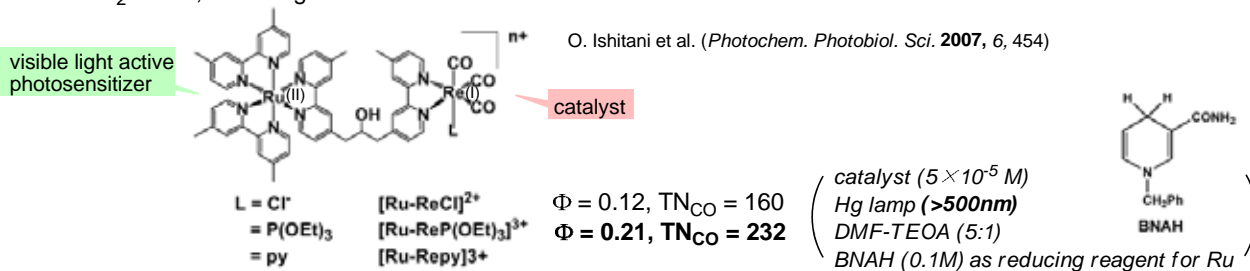 O. Ishitani et al. (Photochem. Photobiol. Sci. 2007, 6, 454)
visible light active
photosensitizer
n+
Ru(II)
N
N
N
N
N
N
OH
N
N
CO
Re(I)
CO
CO
L
catalyst
H H
CONH₂
N
CH₂Ph
BNAH
L = Cl⁻ [Ru-ReCl]²⁺ Φ = 0.12, TN_CO = 160
= P(OEt)₃ [Ru-ReP(OEt)₃]³⁺ Φ = 0.21, TN_CO = 232
= py [Ru-Repy]3+
catalyst (5×10⁻⁵ M)
Hg lamp (>500nm)
DMF-TEOA (5:1)
BNAH (0.1M) as reducing reagent for Ru